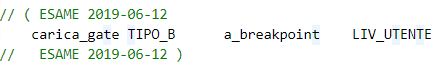 // ( ESAME 2019-06-12
carica_gate TIPO_B a_breakpoint LIV_UTENTE
// ESAME 2019-06-12 )